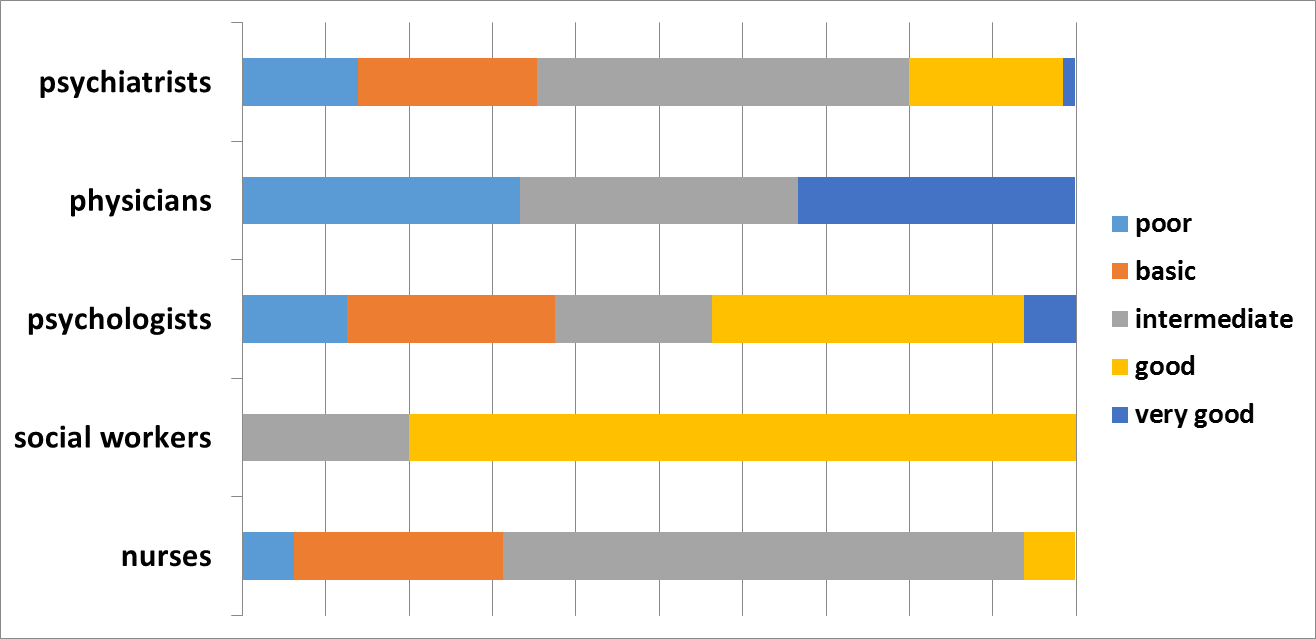 psychiatrists
physicians
psychologists
social workers
nurses
poor
basic
intermediate
good
very good